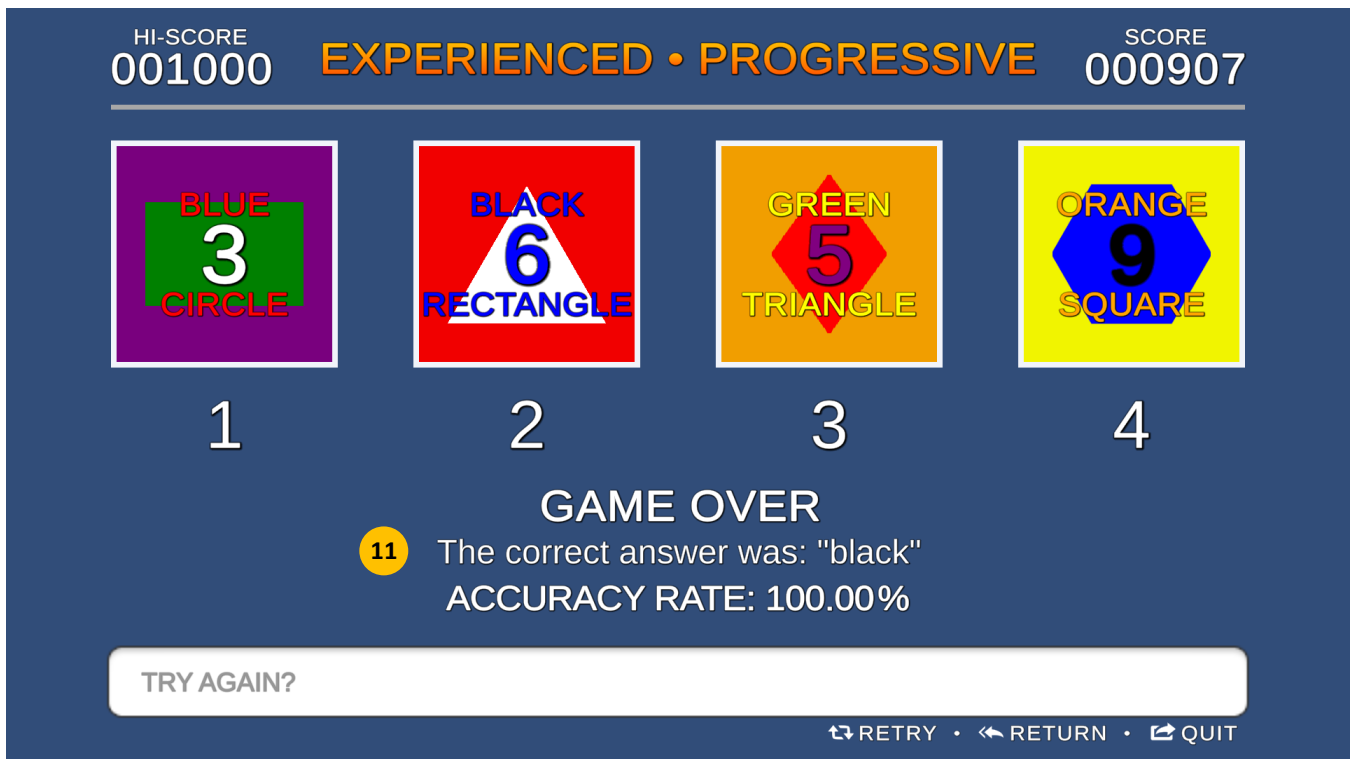 HI-SCORE
001000
EXPERIENCED • PROGRESSIVE
SCORE
000907
BLUE
3
CIRCLE
BLACK
6
RECTANGLE
GREEN
5
TRIANGLE
ORANGE
9
SQUARE
1
2
3
4
GAME OVER
11
The correct answer was: "black"
ACCURACY RATE: 100.00%
TRY AGAIN?
RETRY • RETURN • QUIT